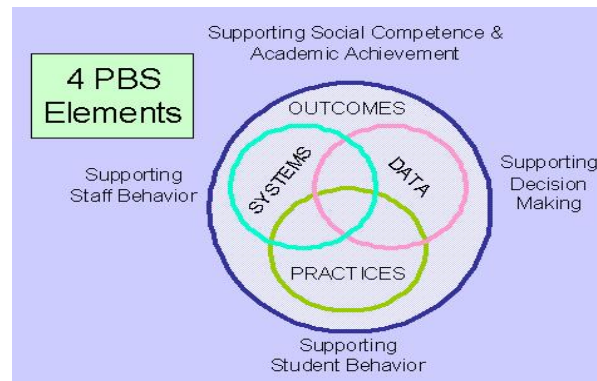 Supporting Social Competence &
Academic Achievement
4 PBS
Elements
OUTCOMES
SYSTEMS
DATA
PRACTICES
Supporting
Staff Behavior
Supporting
Decision
Making
Supporting
Student Behavior